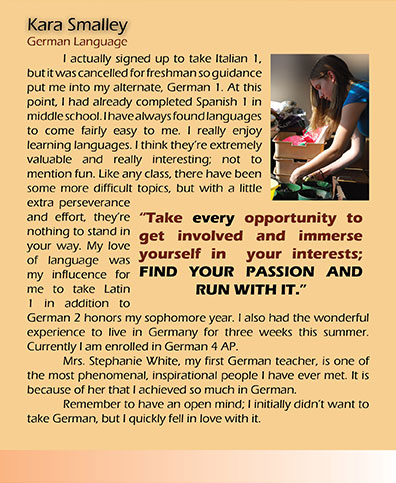 Kara Smalley
German Language
I actually signed up to take Italian 1,
but it was cancelled for freshman so guidance
put me into my alternate, German 1. At this
point, I had already completed Spanish 1 in
middle school. I have always found languages
to come fairly easy to me. I really enjoy
learning languages. I think they're extremely
valuable and really interesting; not to
mention fun. Like any class, there have been
some more difficult topics, but with a little
extra perseverance
and effort, they're
nothing to stand in
your way. My love
of language was
my influcence for
me to take Latin
1 in addition to
"Take every opportunity to
get involved and immerse
yourself in your interests;
FIND YOUR PASSION AND
RUN WITH IT."
German 2 honors my sophomore year. I also had the wonderful
experience to live in Germany for three weeks this summer.
Currently I am enrolled in German 4 AP.
Mrs. Stephanie White, my first German teacher, is one of
the most phenomenal, inspirational people I have ever met. It is
because of her that I achieved so much in German.
Remember to have an open mind; I initially didn't want to
take German, but I quickly fell in love with it.